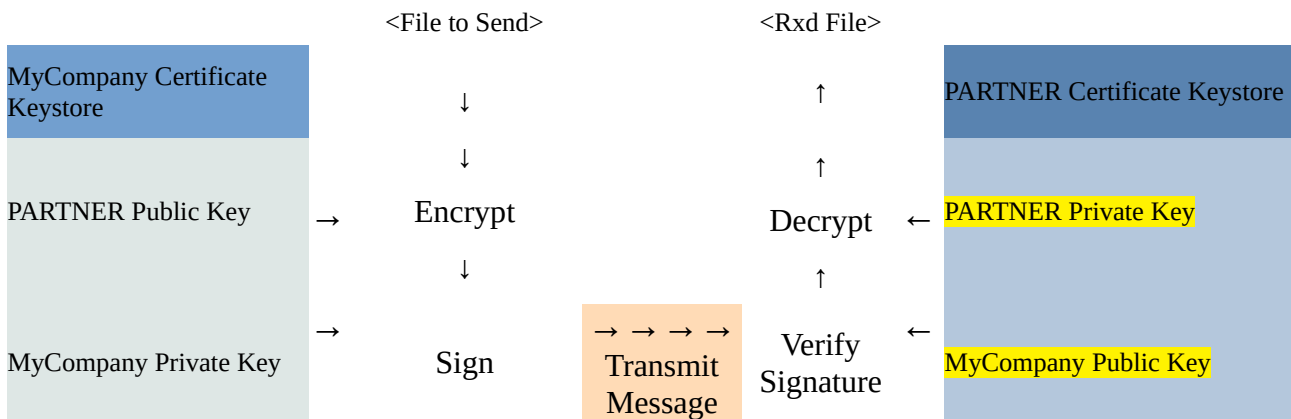 <File to Send>
<Rxd File>
MyCompany Certificate
Keystore
↓
↑
PARTNER Certificate Keystore
↓
↑
PARTNER Public Key
→
Encrypt
Decrypt
←
PARTNER Private Key
↓
↑
→
→ → → →
←
MyCompany Private Key
Sign
Transmit
Message
Verify
Signature
MyCompany Public Key